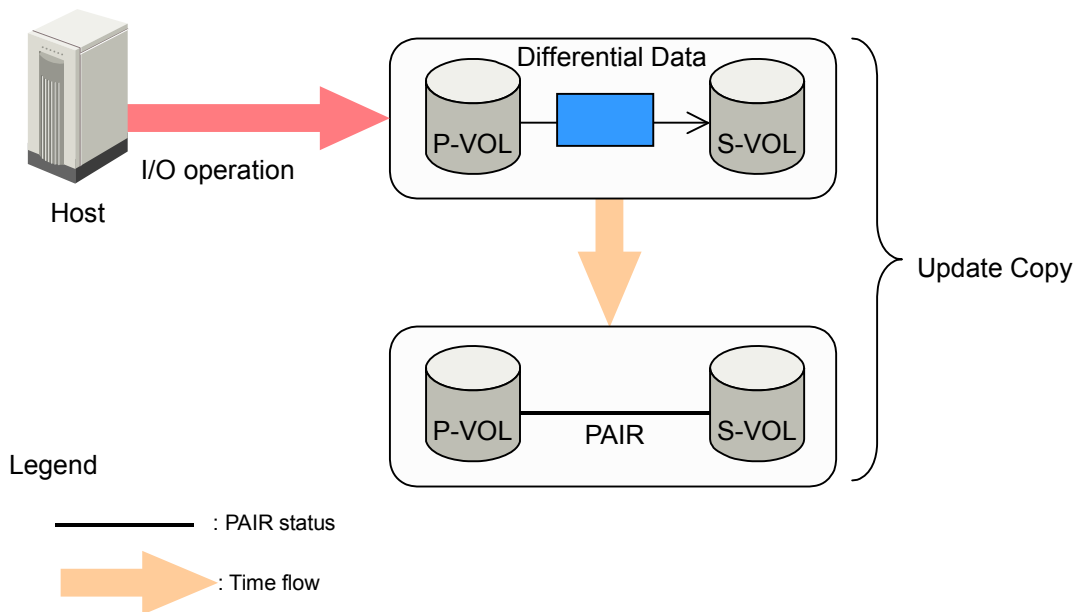 Differential Data
P-VOL
S-VOL
I/O operation
Host
Update Copy
P-VOL
PAIR
S-VOL
Legend
: PAIR status
: Time flow